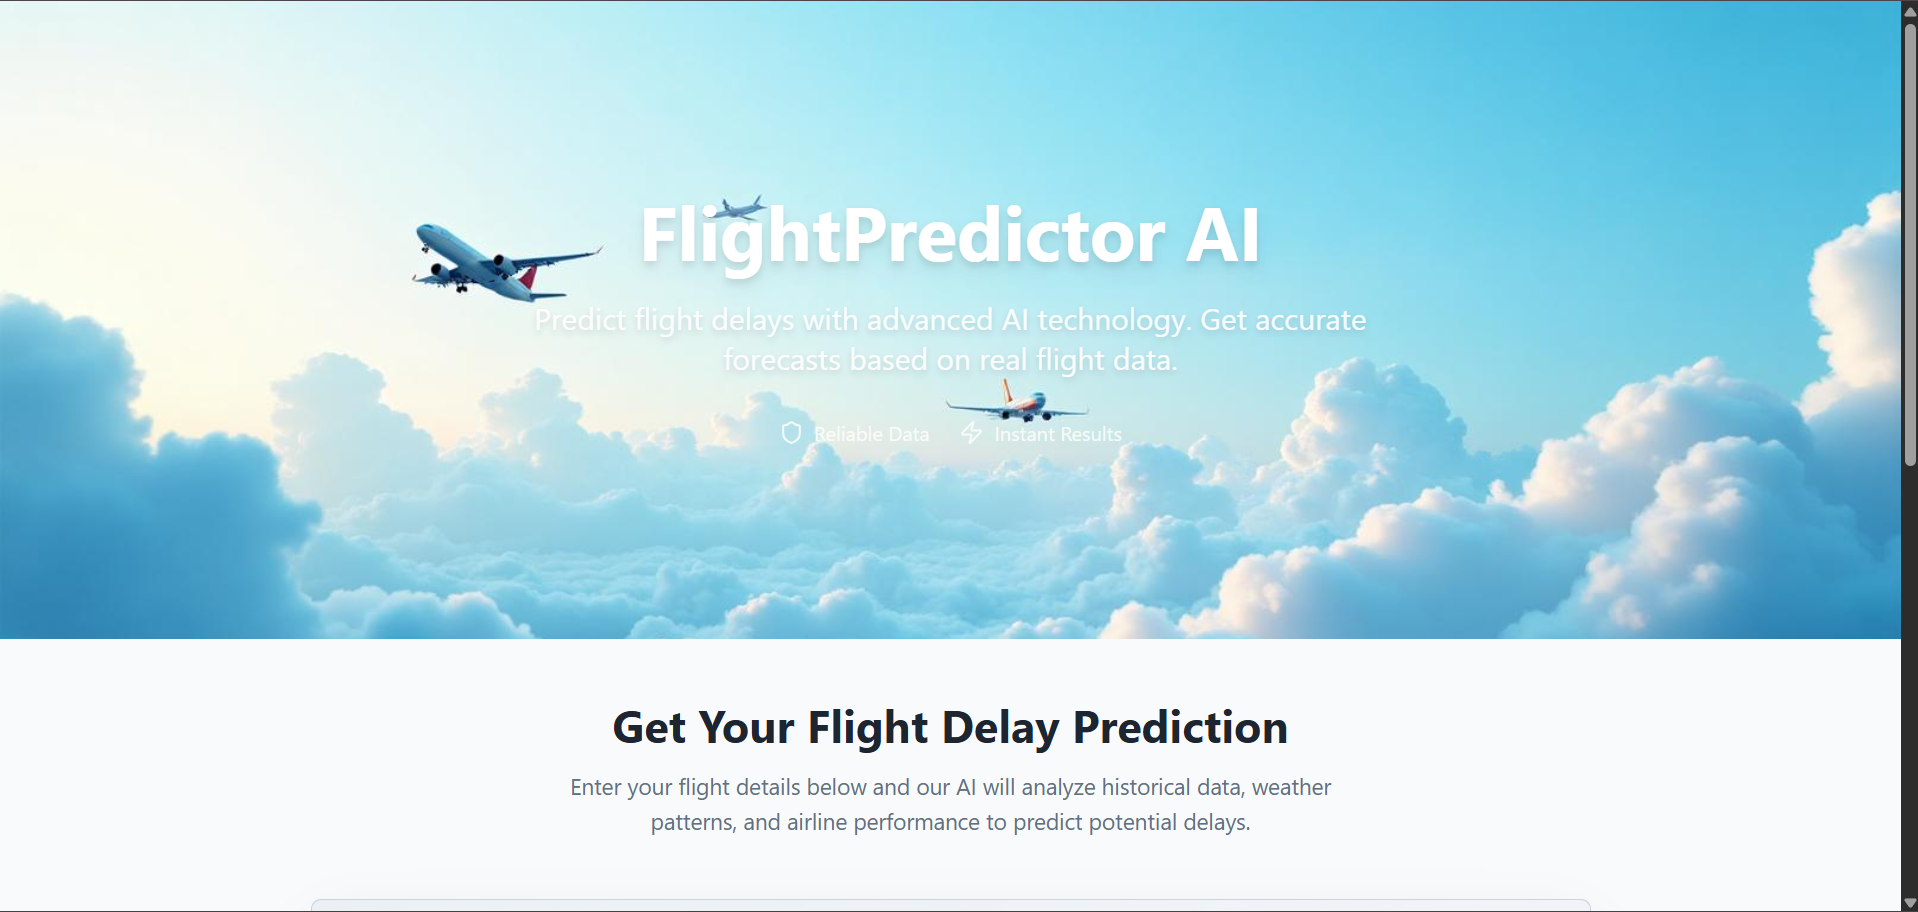 FlightPredictor AI
Predict flight delays with advanced AI technology. Get accurate
forecasts based on real flight data.
Reliable Data Instant Results
Get Your Flight Delay Prediction
Enter your flight details below and our AI will analyze historical data, weather
patterns, and airline performance to predict potential delays.